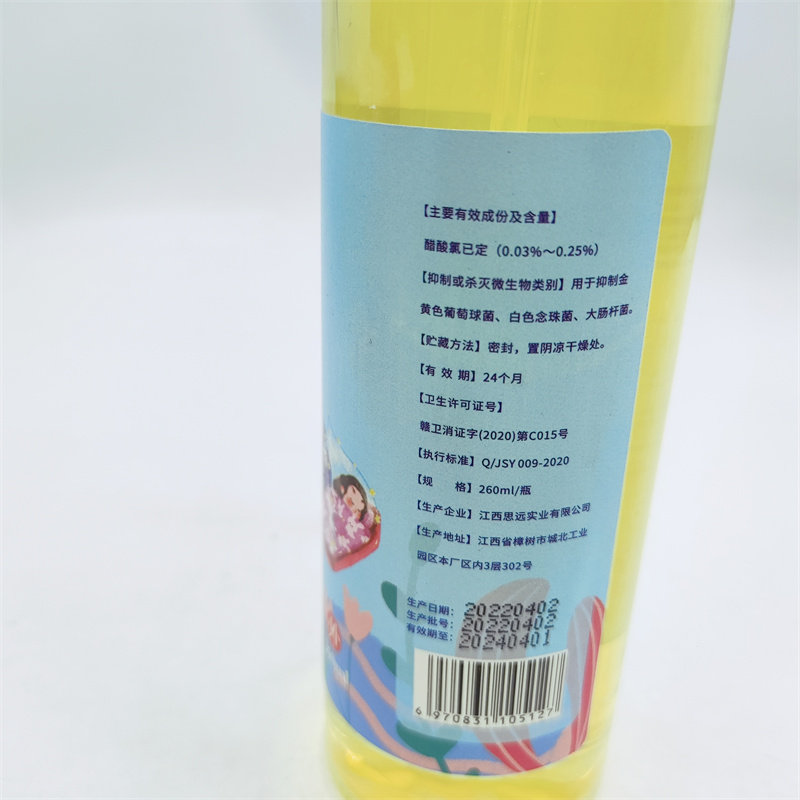 【主要有效成份及含量】
醋酸氯已定（0.03%～0.25%）
【抑制或杀灭微生物类别】用于抑制金
黄色葡萄球菌、白色念珠菌、大肠杆菌。
【贮藏方法】密封，置阴凉干燥处。
【有 效 期】24个月
【卫生许可证号】
赣卫消证字(2020)第C015号
【执行标准】Q/JSY 009-2020
【规　　格】260ml/瓶
【生产企业】江西思远实业有限公司
【生产地址】江西省樟树市城北工业
园区本厂区内3层302号
生产日期：20220402
生产批号：20220402
有效期至：20240401
6 970831 105127